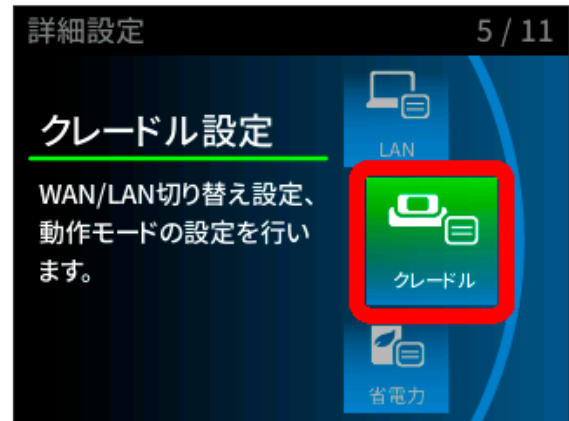 詳細設定
5 / 11
クレードル設定
WAN/LAN切り替え設定、
動作モードの設定を行い
ます。
LAN
クレードル
省電力